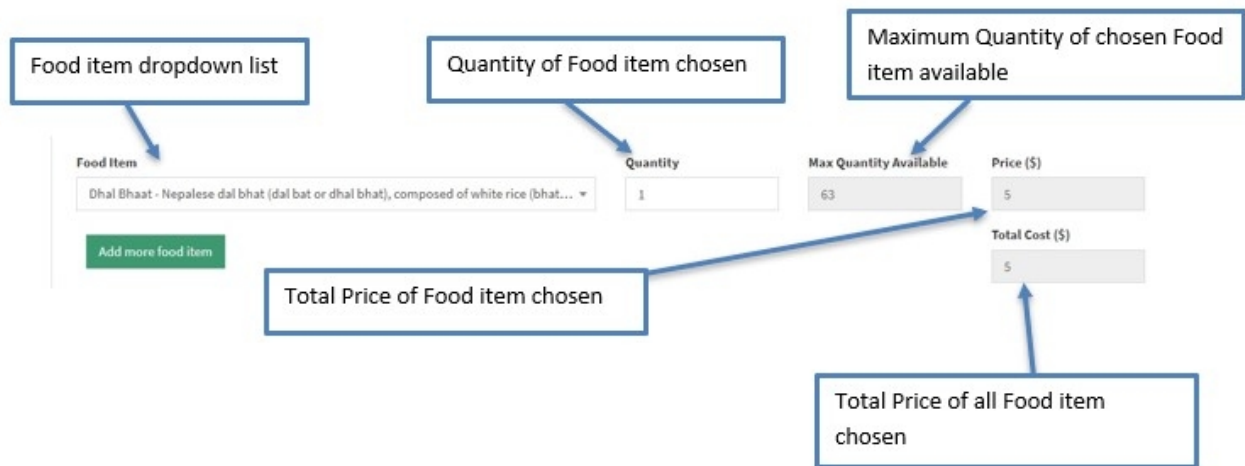 Food item dropdown list
Quantity of Food item chosen
Maximum Quantity of chosen Food
item available
Food Item
Quantity
Max Quantity Available
Price ($)
Dhal Bhaat - Nepalese dal bhat (dal bat or dhal bhat), composed of white rice (bhat...
1
63
5
Add more food item
Total Cost ($)
5
Total Price of Food item chosen
Total Price of all Food item
chosen